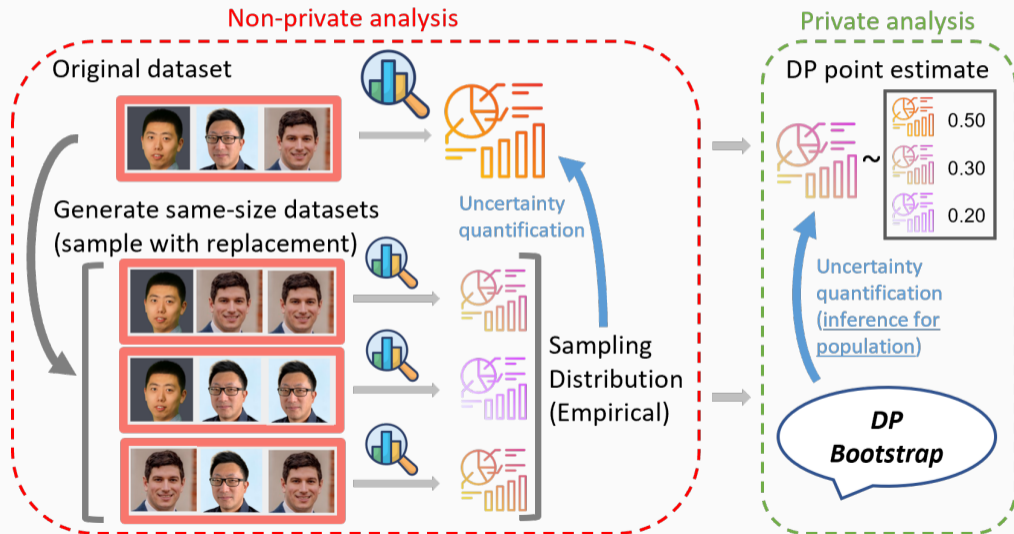 Non-private analysis
Private analysis
Original dataset
DP point estimate
~
0.50
0.30
0.20
Generate same-size datasets
(sample with replacement)
Uncertainty
quantification
Sampling
Distribution
(Empirical)
Uncertainty
quantification
(inference for
population)
DP
Bootstrap